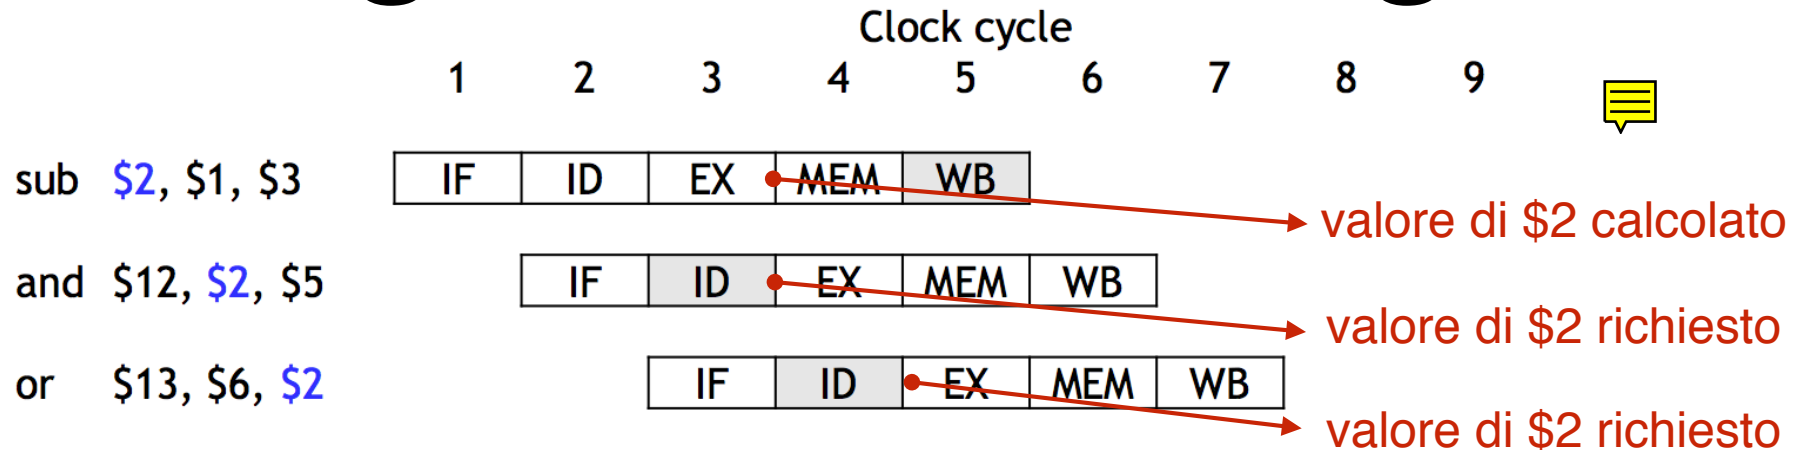 Clock cycle
1 2 3 4 5 6 7 8 9
sub $2, $1, $3 IF ID EX MEM WB
valore di $2 calcolato
and $12, $2, $5 IF ID EX MEM WB
valore di $2 richiesto
or $13, $6, $2 IF ID EX MEM WB
valore di $2 richiesto